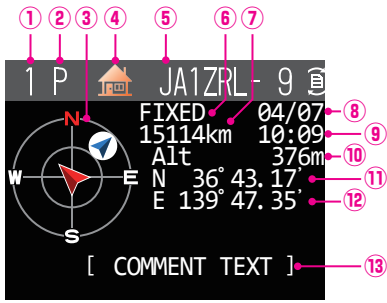 ① ② ③ ④ ⑤ ⑥ ⑦
1 P JA1ZRL- 9
FIXED 04/07 ⑧
15114km 10:09 ⑨
Alt 376m ⑩
N 36°43.17' ⑪
E 139°47.35' ⑫
N
W E
S
[ COMMENT TEXT ] ⑬